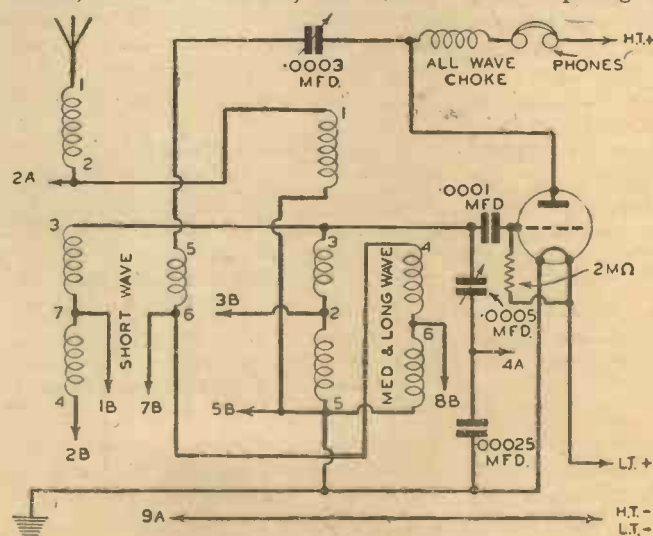 H.T.+
·0003
MFD.
ALL WAVE
CHOKE
PHONES
1
1
2
2A
·0001
MFD
3
3
4
5
2MΩ
SHORT WAVE
MED & LONG WAVE
7
6
3B
2
6
·0005
MFD.
4A
1B
7B
5B
8B
4
5
2B
·00025
MFD.
L.T. +
9A
H.T. -
L.T. -